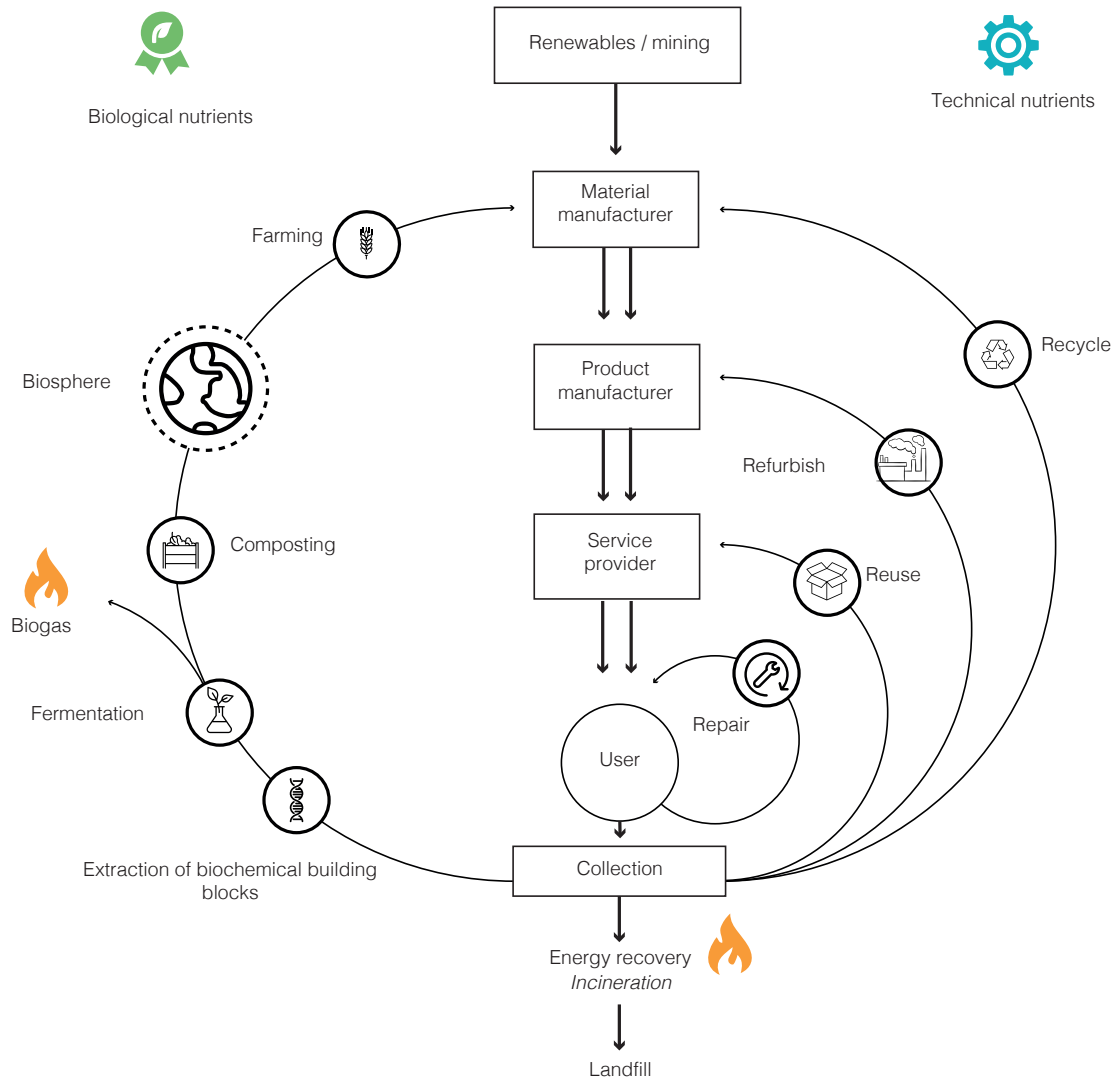 Renewables / mining
Biological nutrients
Technical nutrients
Material
manufacturer
Farming
Recycle
Biosphere
Product
manufacturer
Refurbish
Composting
Service
provider
Reuse
Biogas
Fermentation
Repair
User
Extraction of biochemical building
blocks
Collection
Energy recovery
Incineration
Landfill